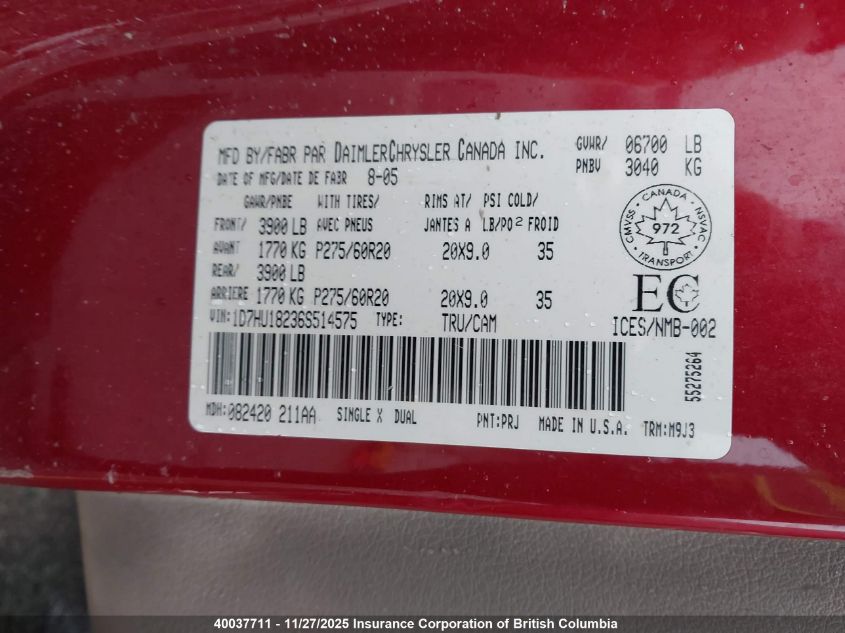 MFD BY/FABR PAR DAIMLERCHRYSLER CANADA INC. GVWR/ 06700 LB
DATE OF MFG/DATE DE FABR 8-05 PNBV 3040 KG
GAWR/PNBE WITH TIRES/ RIMS AT/ PSI COLD/
FRONT/ 3900 LB AVEC PNEUS JANTES A LB/PO² FROID
AVANT 1770 KG P275/60R20 20X9.0 35
REAR/ 3900 LB
ARRIERE 1770 KG P275/60R20 20X9.0 35
CANADA
CMVSS 972 NSVAC
TRANSPORT
EC
VIN: 1D7HU18236S514575 TYPE: TRU/CAM ICES/NMB-002
55275264
MDH: 082420 211AA SINGLE X DUAL PNT:PRJ MADE IN U.S.A. TRM:M9J3
40037711 - 11/27/2025 Insurance Corporation of British Columbia